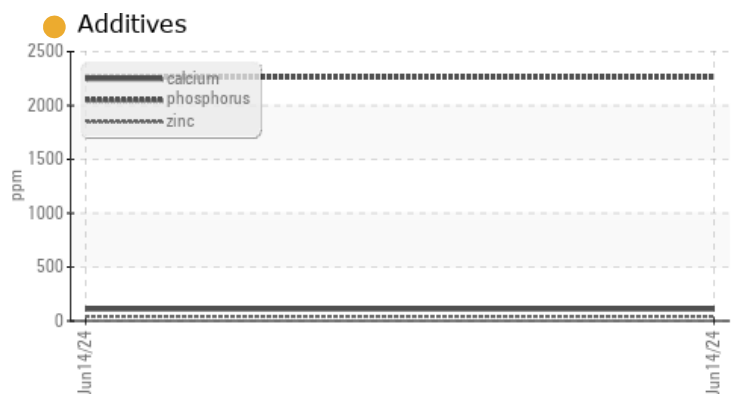 Additives
2500
2000
1500
1000
500
0
ppm
calcium
phosphorus
zinc
Jun14/24
Jun14/24